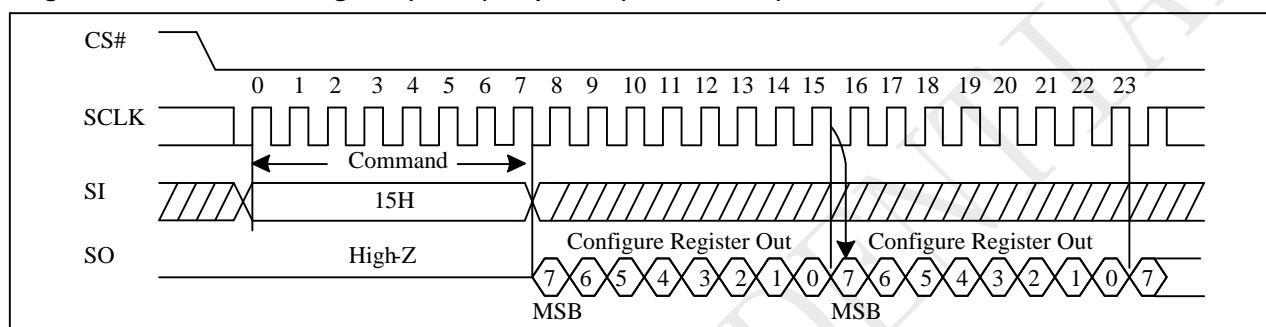 CS#
0 1 2 3 4 5 6 7 8 9 10 11 12 13 14 15 16 17 18 19 20 21 22 23
SCLK
Command
SI
15H
SO
High-Z
Configure Register Out
Configure Register Out
7 6 5 4 3 2 1 0 7 6 5 4 3 2 1 0 7
MSB
MSB